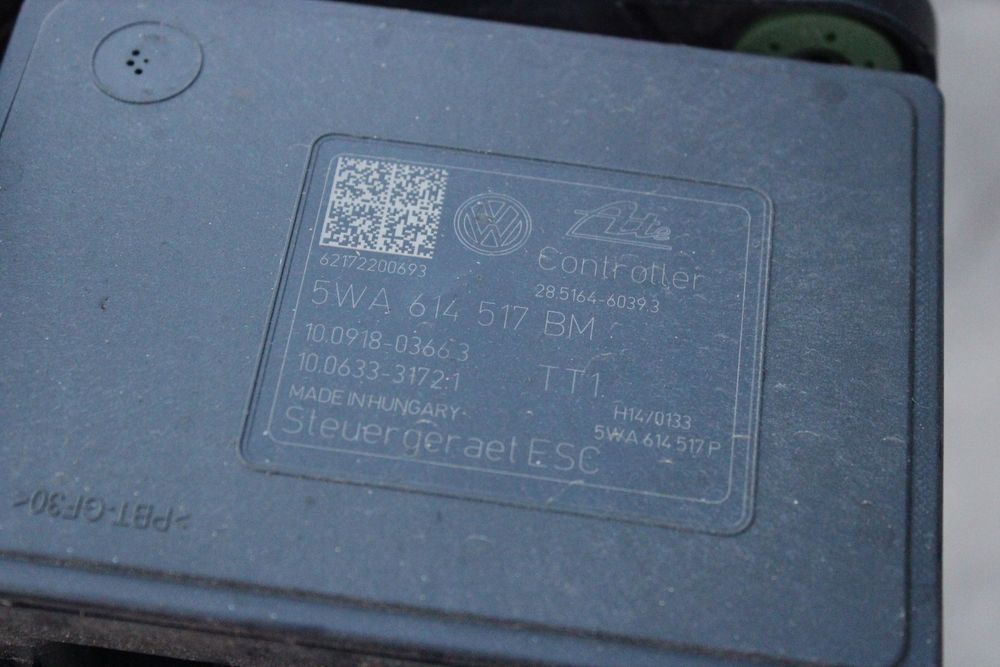 Ate
62172200693
Controller
28.5164-6039.3
5WA 614 517 BM
10.0918-0366.3
10.0633-3172.1
TT1
MADE IN HUNGARY
H14/0133
5WA 614 517 P
Steuergeraet ESC
>PBT-GF30<